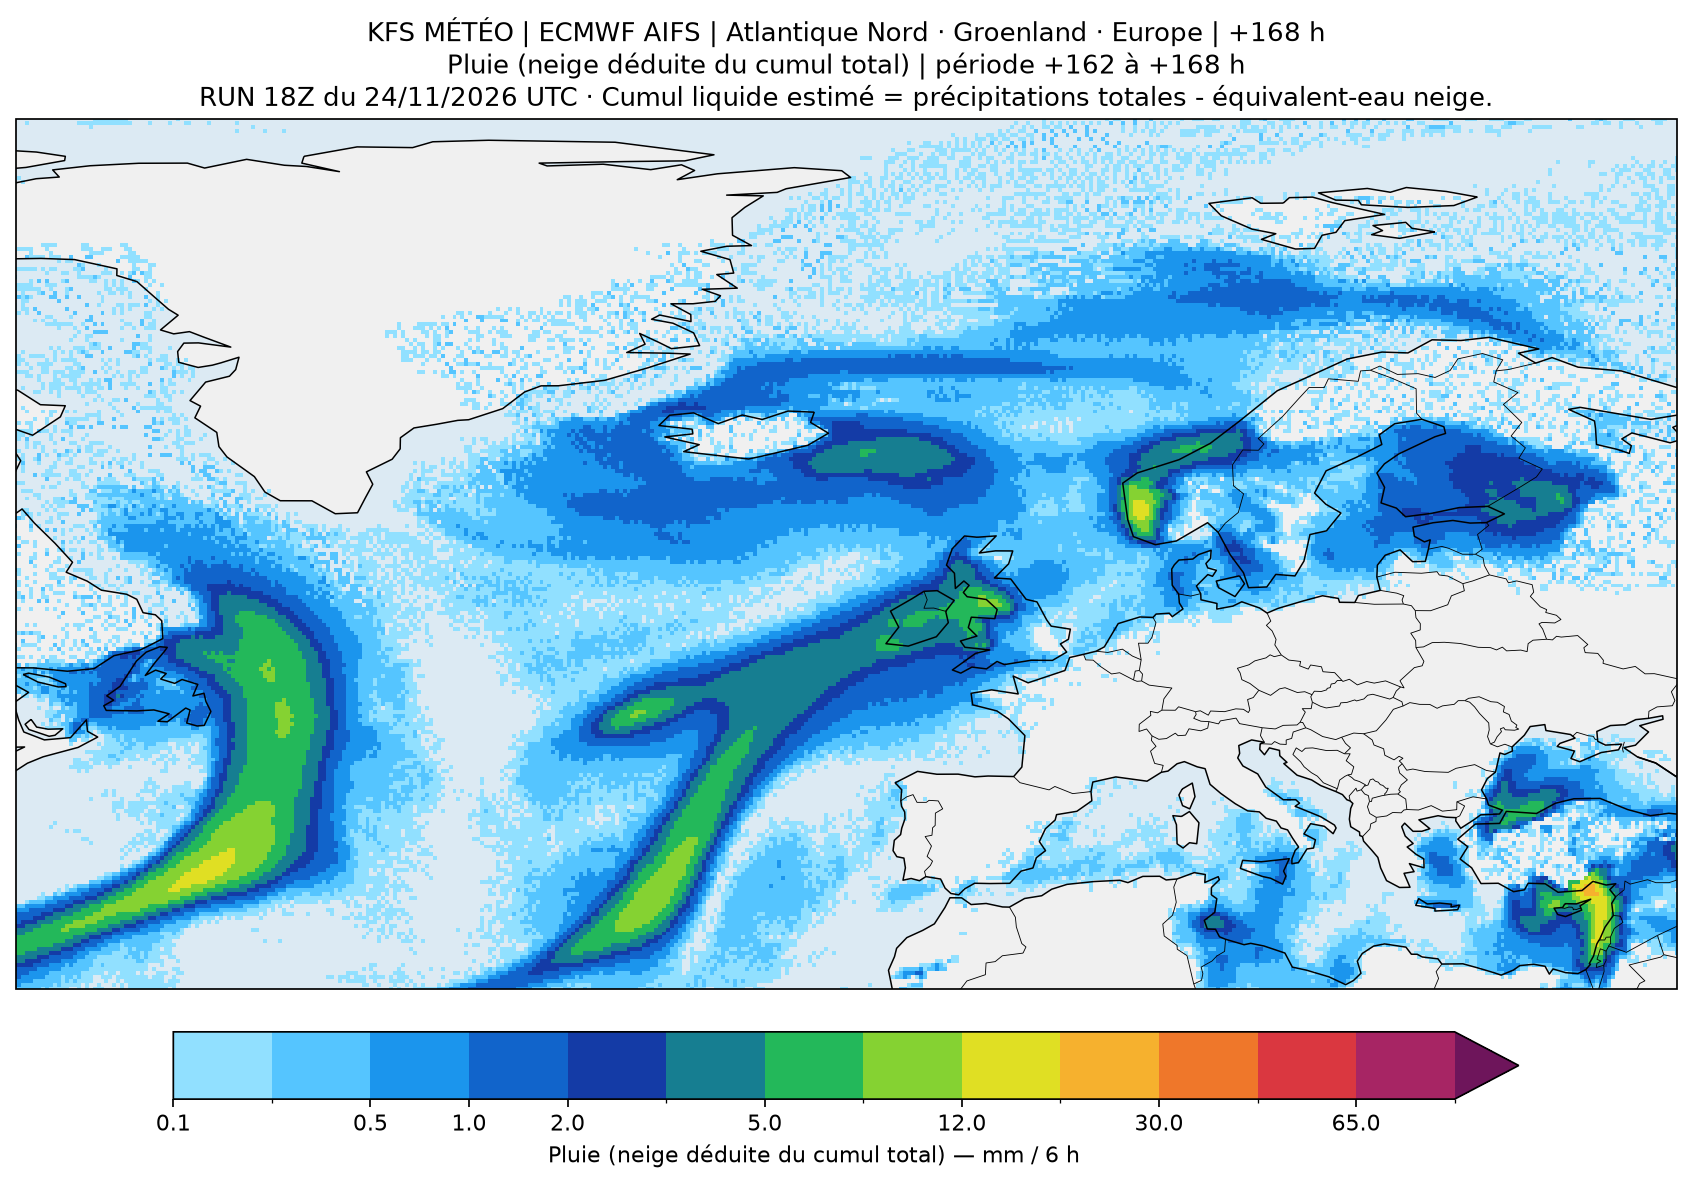 KFS MÉTÉO | ECMWF AIFS | Atlantique Nord · Groenland · Europe | +168 h
Pluie (neige déduite du cumul total) | période +162 à +168 h
RUN 18Z du 24/11/2026 UTC · Cumul liquide estimé = précipitations totales - équivalent-eau neige.
0.1 0.5 1.0 2.0 5.0 12.0 30.0 65.0
Pluie (neige déduite du cumul total) — mm / 6 h